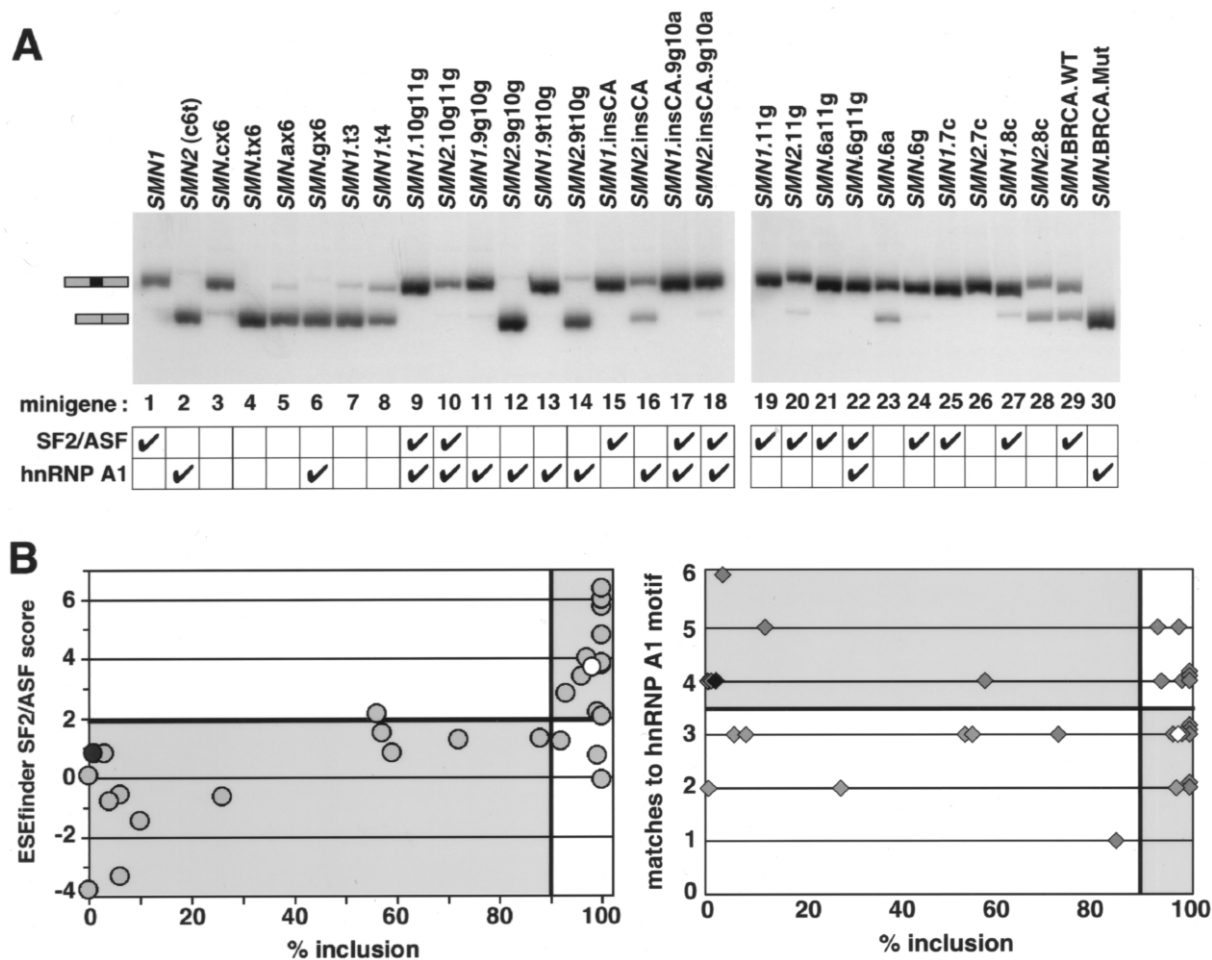 A
SMN1
SMN2 (c6t)
SMN.cx6
SMN.tx6
SMN.ax6
SMN.gx6
SMN1.t3
SMN1.t4
SMN1.10g11g
SMN2.10g11g
SMN1.9g10g
SMN2.9g10g
SMN1.9t10g
SMN2.9t10g
SMN1.insCA
SMN2.insCA
SMN1.insCA.9g10a
SMN2.insCA.9g10a
SMN1.11g
SMN2.11g
SMN.6a11g
SMN.6g11g
SMN.6a
SMN.6g
SMN1.7c
SMN2.7c
SMN1.8c
SMN2.8c
SMN.BRCA.WT
SMN.BRCA.Mut
minigene : 1 2 3 4 5 6 7 8 9 10 11 12 13 14 15 16 17 18 19 20 21 22 23 24 25 26 27 28 29 30
SF2/ASF ✓ ✓ ✓ ✓ ✓ ✓ ✓ ✓ ✓ ✓ ✓ ✓ ✓ ✓
hnRNP A1 ✓ ✓ ✓ ✓ ✓ ✓ ✓ ✓ ✓ ✓ ✓ ✓ ✓
B
ESEfinder SF2/ASF score
6
4
2
0
-2
-4
0 20 40 60 80 100
% inclusion
matches to hnRNP A1 motif
6
5
4
3
2
1
0
0 20 40 60 80 100
% inclusion